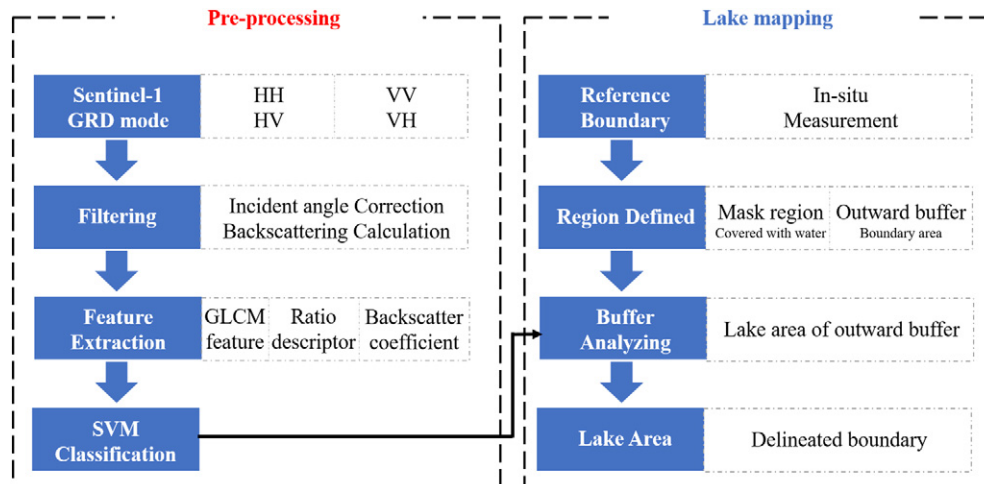 Pre-processing
Sentinel-1
GRD mode
HH
HV
VV
VH
Filtering
Incident angle Correction
Backscattering Calculation
Feature
Extraction
GLCM
feature
Ratio
descriptor
Backscatter
coefficient
SVM
Classification
Lake mapping
Reference
Boundary
In-situ
Measurement
Region Defined
Mask region
Covered with water
Outward buffer
Boundary area
Buffer
Analyzing
Lake area of outward buffer
Lake Area
Delineated boundary